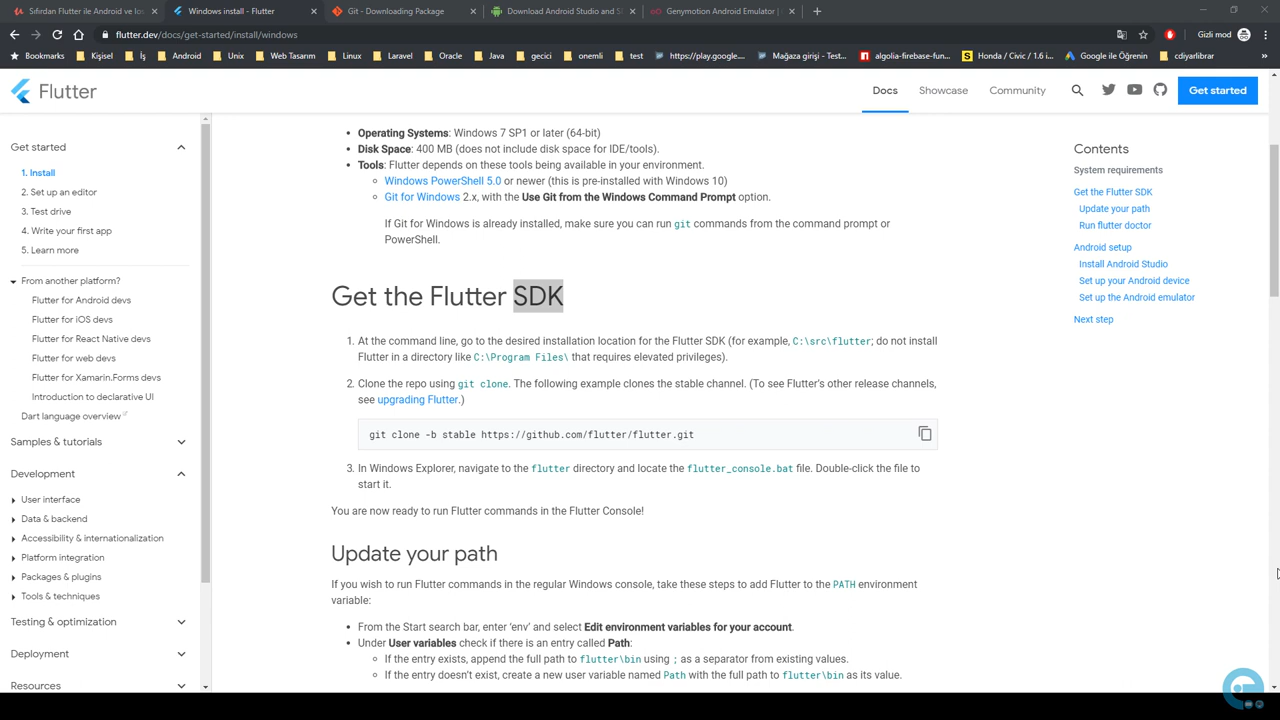 Sıfırdan Flutter ile Android ve Io
Windows install - Flutter
Git - Downloading Package
Download Android Studio and S
Genymotion Android Emulator |
flutter.dev/docs/get-started/install/windows
Gizli mod
Bookmarks Kişisel İş Android Unix Web Tasarım Linux Laravel Oracle Java gecici onemli test https://play.google.... Mağaza girişi - Test... algolia-firebase-fun... Honda / Civic / 1.6 i... Google ile Öğrenin cdiyarlibar »
Flutter
Docs Showcase Community Get started
Get started
1. Install
2. Set up an editor
3. Test drive
4. Write your first app
5. Learn more
From another platform?
Flutter for Android devs
Flutter for iOS devs
Flutter for React Native devs
Flutter for web devs
Flutter for Xamarin.Forms devs
Introduction to declarative UI
Dart language overview
Samples & tutorials
Development
User interface
Data & backend
Accessibility & internationalization
Platform integration
Packages & plugins
Tools & techniques
Testing & optimization
Deployment
Resources
Operating Systems: Windows 7 SP1 or later (64-bit)
Disk Space: 400 MB (does not include disk space for IDE/tools).
Tools: Flutter depends on these tools being available in your environment.
Windows PowerShell 5.0 or newer (this is pre-installed with Windows 10)
Git for Windows 2.x, with the Use Git from the Windows Command Prompt option.
If Git for Windows is already installed, make sure you can run git commands from the command prompt or
PowerShell.
Get the Flutter SDK
1. At the command line, go to the desired installation location for the Flutter SDK (for example, C:\src\flutter; do not install
Flutter in a directory like C:\Program Files\ that requires elevated privileges).
2. Clone the repo using git clone. The following example clones the stable channel. (To see Flutter's other release channels,
see upgrading Flutter.)
git clone -b stable https://github.com/flutter/flutter.git
3. In Windows Explorer, navigate to the flutter directory and locate the flutter_console.bat file. Double-click the file to
start it.
You are now ready to run Flutter commands in the Flutter Console!
Update your path
If you wish to run Flutter commands in the regular Windows console, take these steps to add Flutter to the PATH environment
variable:
From the Start search bar, enter 'env' and select Edit environment variables for your account.
Under User variables check if there is an entry called Path:
If the entry exists, append the full path to flutter\bin using ; as a separator from existing values.
If the entry doesn't exist, create a new user variable named Path with the full path to flutter\bin as its value.
Contents
System requirements
Get the Flutter SDK
Update your path
Run flutter doctor
Android setup
Install Android Studio
Set up your Android device
Set up the Android emulator
Next step